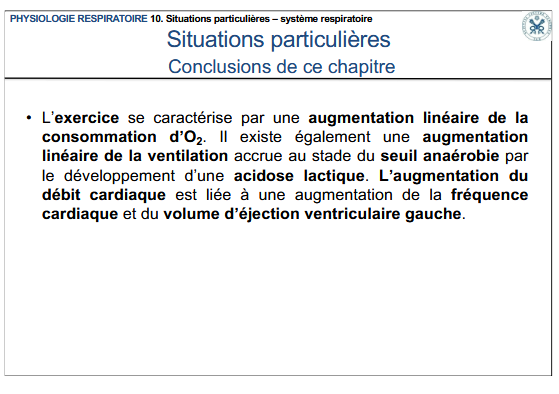 PHYSIOLOGIE RESPIRATOIRE 10. Situations particulières – système respiratoire
Situations particulières
Conclusions de ce chapitre
• L’exercice se caractérise par une augmentation linéaire de la
consommation d’O₂. Il existe également une augmentation
linéaire de la ventilation accrue au stade du seuil anaérobie par
le développement d’une acidose lactique. L’augmentation du
débit cardiaque est liée à une augmentation de la fréquence
cardiaque et du volume d’éjection ventriculaire gauche.